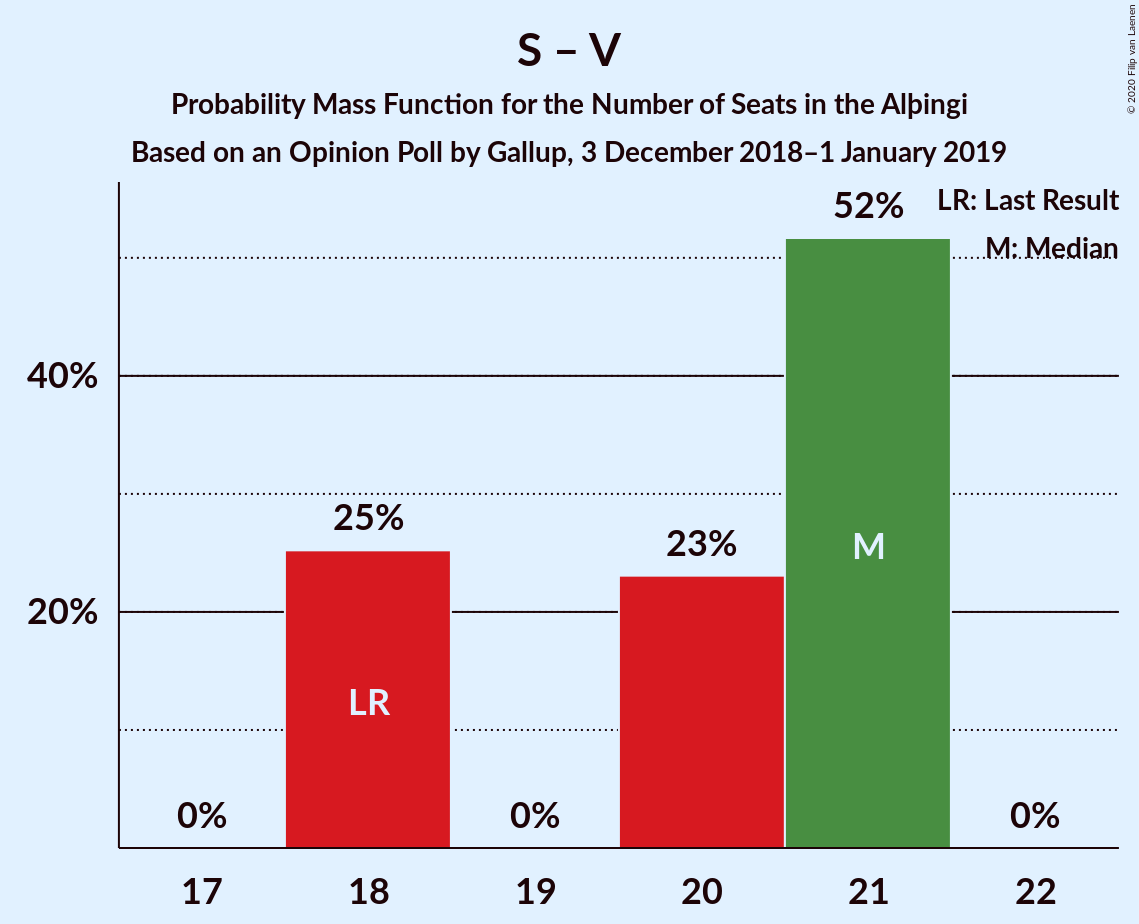 S – V
Probability Mass Function for the Number of Seats in the Alþingi
Based on an Opinion Poll by Gallup, 3 December 2018–1 January 2019
© 2020 Filip van Laenen
LR: Last Result
M: Median
52%
40%
25%
23%
M
20%
LR
0%
0%
0%
17
18
19
20
21
22